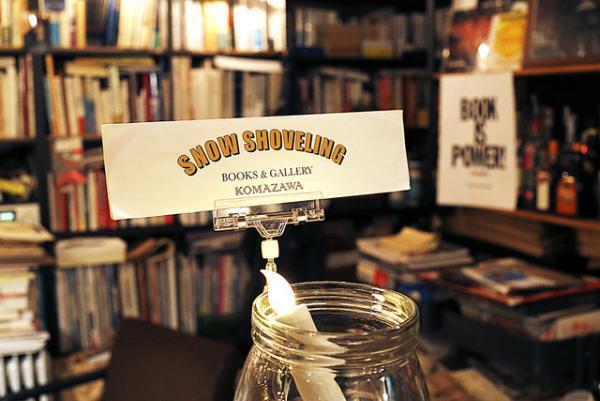 SNOW SHOVELING
BOOKS & GALLERY
KOMAZAWA
BOOK
IS
POWER!